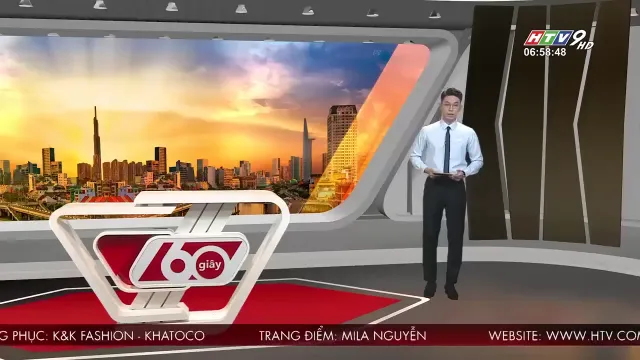 HTV9 HD
06:58:48
60 giây
G PHỤC: K&K FASHION - KHATOCO TRANG ĐIỂM: MILA NGUYỄN WEBSITE: WWW.HTV.COM